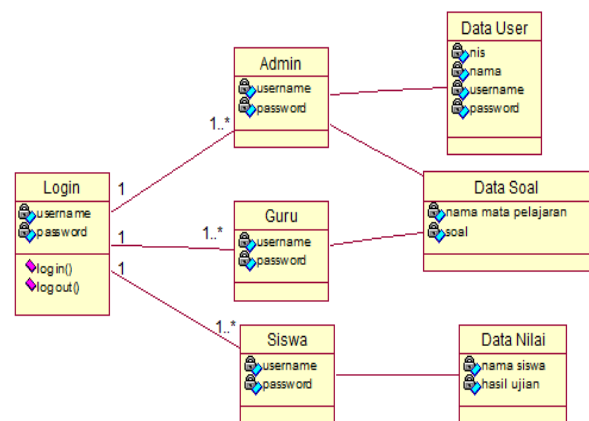 Data User
nis
nama
username
password
Admin
username
password
1..*
Login
username
password
login()
logout()
1
1
1
Guru
username
password
1..*
Data Soal
nama mata pelajaran
soal
Siswa
username
password
1..*
Data Nilai
nama siswa
hasil ujian